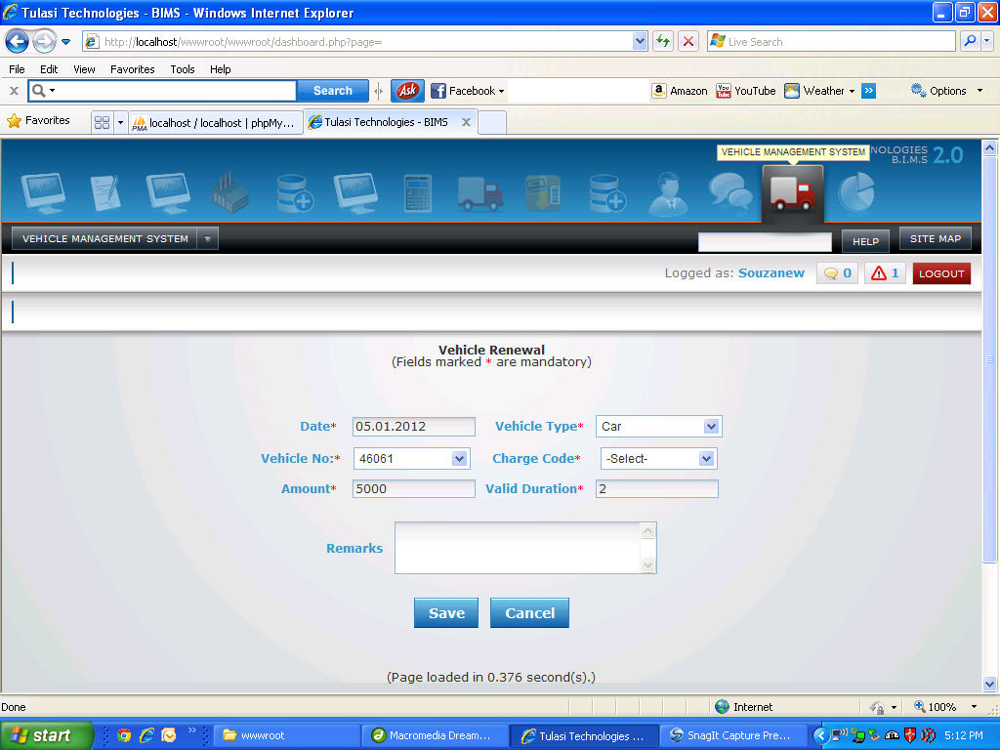 Tulasi Technologies - BIMS - Windows Internet Explorer
http://localhost/wwwroot/wwwroot/dashboard.php?page=
Live Search
File Edit View Favorites Tools Help
Search Ask Facebook Amazon YouTube Weather » Options
Favorites PMA localhost / localhost | phpMy... Tulasi Technologies - BIMS
VEHICLE MANAGEMENT SYSTEM
NOLOGIES
B.I.M.S
2.0
VEHICLE MANAGEMENT SYSTEM HELP SITE MAP
Logged as: Souzanew 0 1 LOGOUT
Vehicle Renewal
(Fields marked * are mandatory)
Date* 05.01.2012 Vehicle Type* Car
Vehicle No:* 46061 Charge Code* -Select-
Amount* 5000 Valid Duration* 2
Remarks
Save Cancel
(Page loaded in 0.376 second(s).)
Done Internet 100%
start » wwwroot Macromedia Dream... Tulasi Technologies ... SnagIt Capture Pre... 5:12 PM